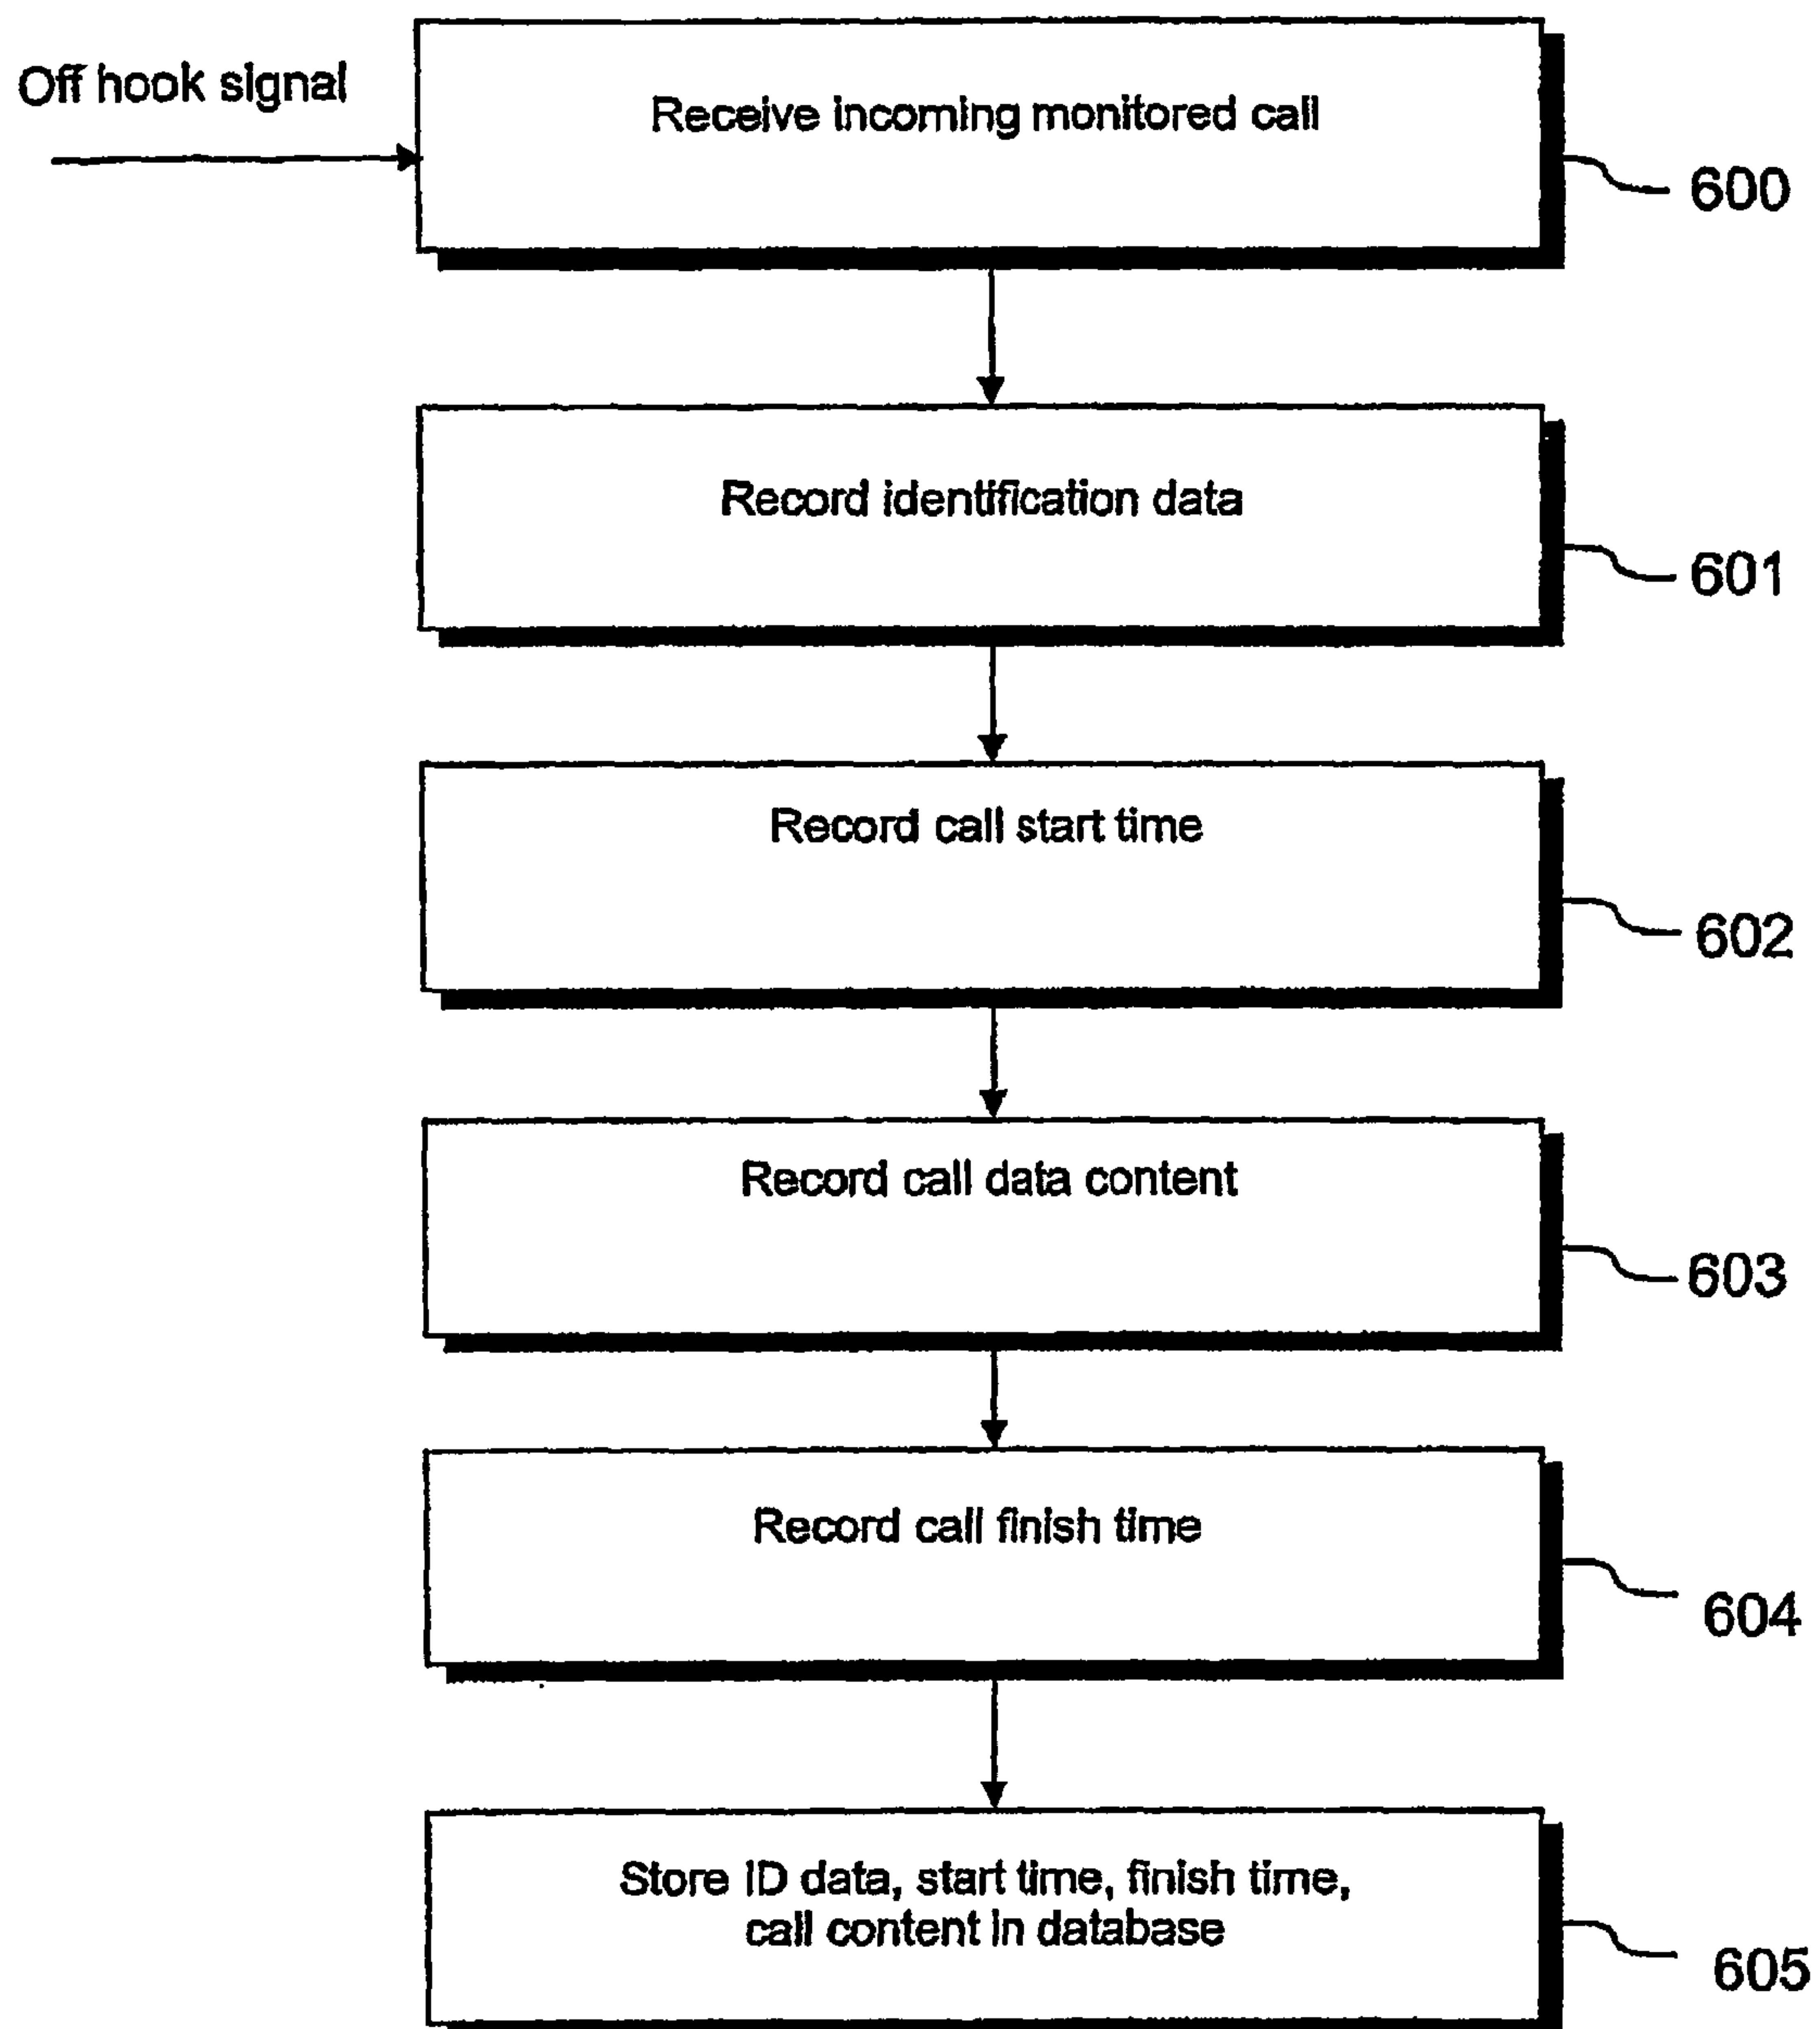 Off hook signal
Receive incoming monitored call
600
Record identification data
601
Record call start time
602
Record call data content
603
Record call finish time
604
Store ID data, start time, finish time,
call content in database
605